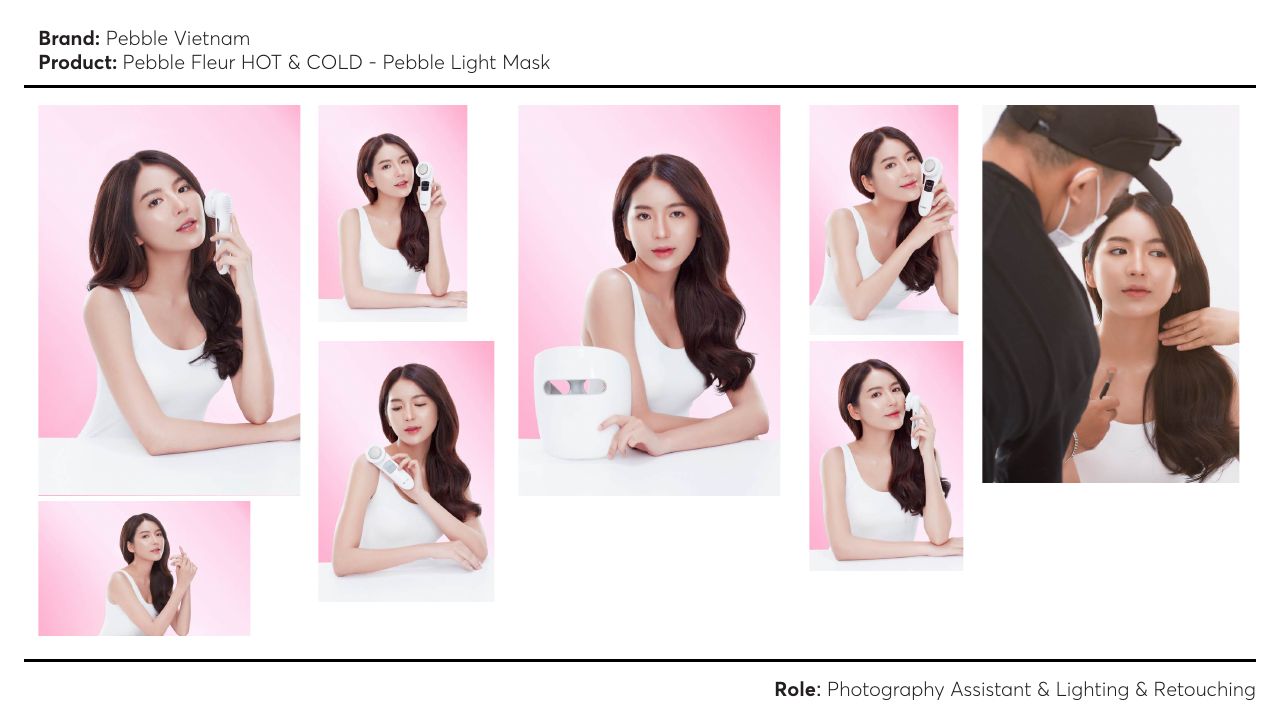 Brand: Pebble Vietnam
Product: Pebble Fleur HOT & COLD - Pebble Light Mask
Role: Photography Assistant & Lighting & Retouching